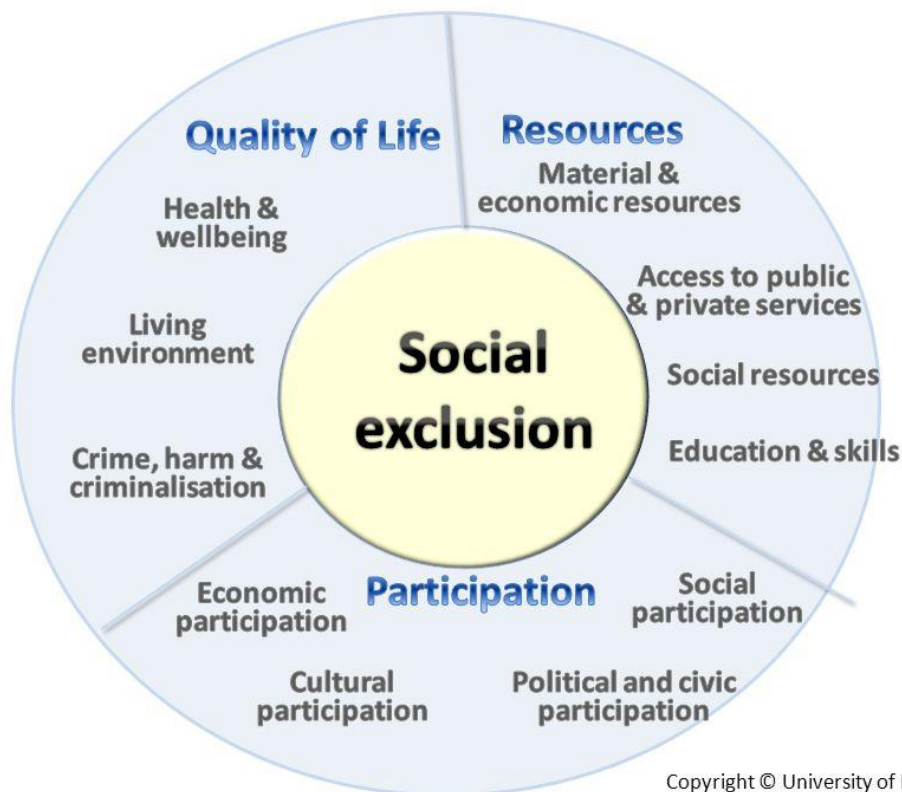 Quality of Life
Health &
wellbeing
Living
environment
Crime, harm &
criminalisation
Resources
Material &
economic resources
Access to public
& private services
Social resources
Education & skills
Social
exclusion
Participation
Economic
participation
Cultural
participation
Political and civic
participation
Social
participation
Copyright © University of